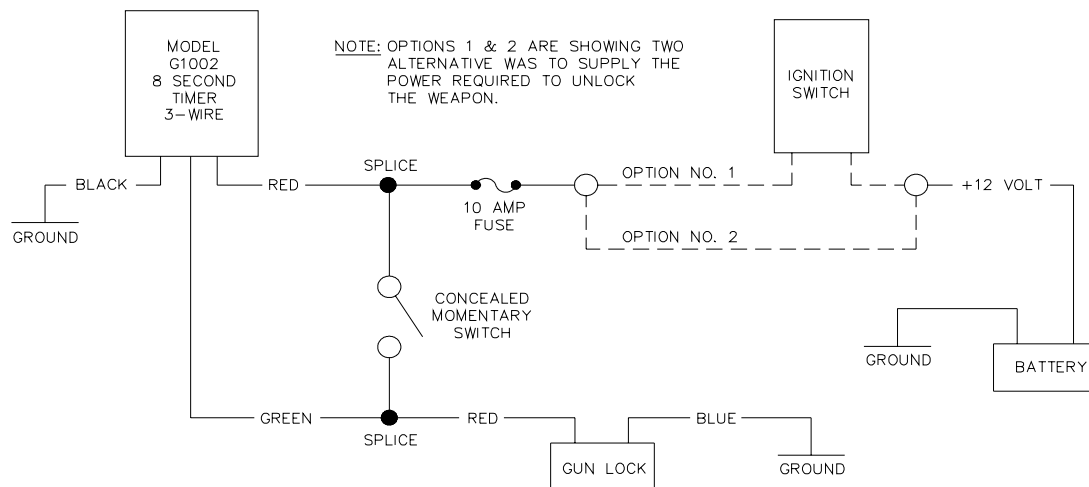 MODEL
G1002
8 SECOND
TIMER
3-WIRE
NOTE: OPTIONS 1 & 2 ARE SHOWING TWO
ALTERNATIVE WAS TO SUPPLY THE
POWER REQUIRED TO UNLOCK
THE WEAPON.
IGNITION
SWITCH
BLACK
RED
SPLICE
10 AMP
FUSE
OPTION NO. 1
+12 VOLT
GROUND
OPTION NO. 2
CONCEALED
MOMENTARY
SWITCH
GROUND
BATTERY
GREEN
SPLICE
RED
BLUE
GUN LOCK
GROUND